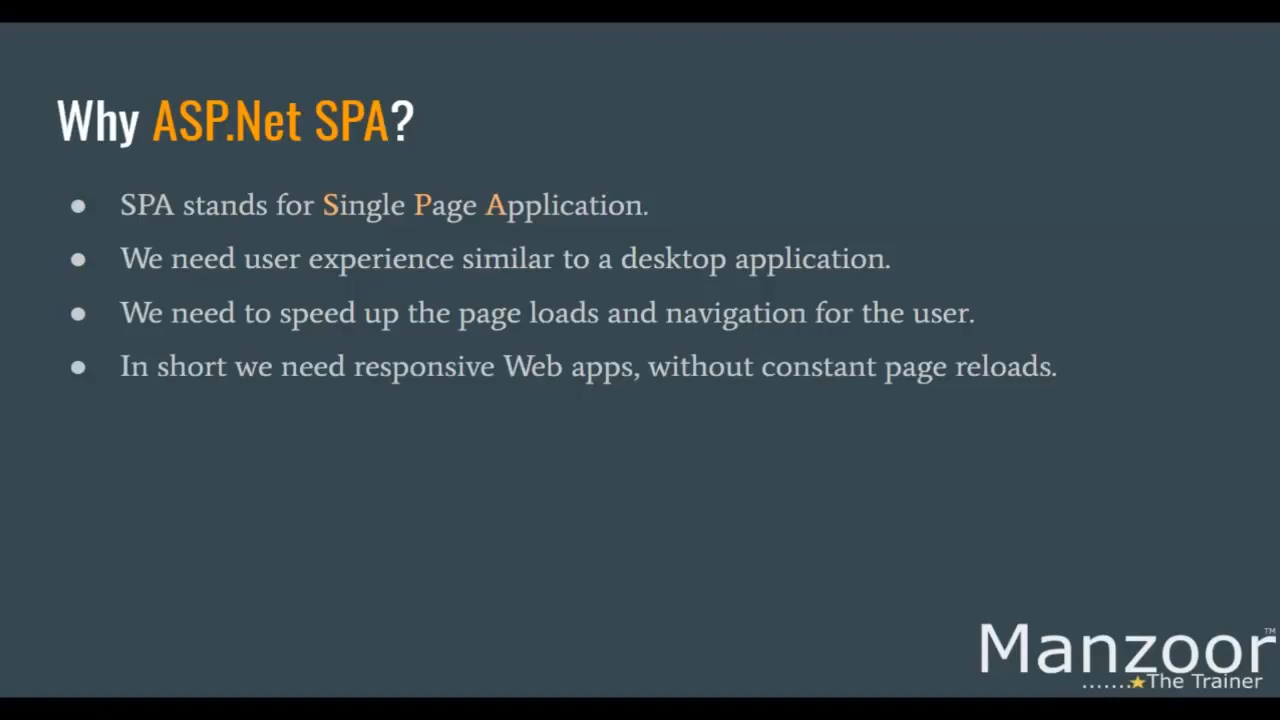 Why ASP.Net SPA?
● SPA stands for Single Page Application.
● We need user experience similar to a desktop application.
● We need to speed up the page loads and navigation for the user.
● In short we need responsive Web apps, without constant page reloads.
Manzoor™
.......★The Trainer